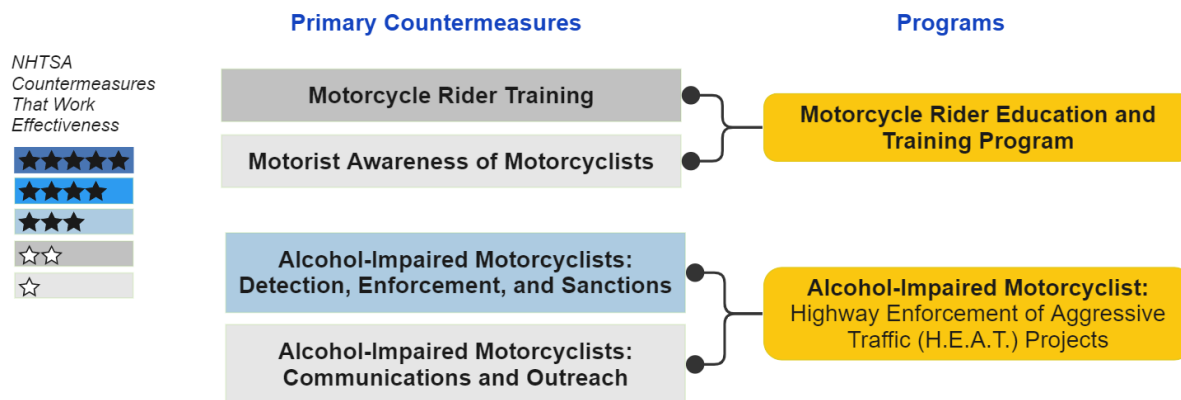 Primary Countermeasures
Programs
NHTSA
Countermeasures
That Work
Effectiveness
Motorcycle Rider Training
Motorist Awareness of Motorcyclists
Motorcycle Rider Education and
Training Program
Alcohol-Impaired Motorcyclists:
Detection, Enforcement, and Sanctions
Alcohol-Impaired Motorcyclists:
Communications and Outreach
Alcohol-Impaired Motorcyclist:
Highway Enforcement of Aggressive
Traffic (H.E.A.T.) Projects